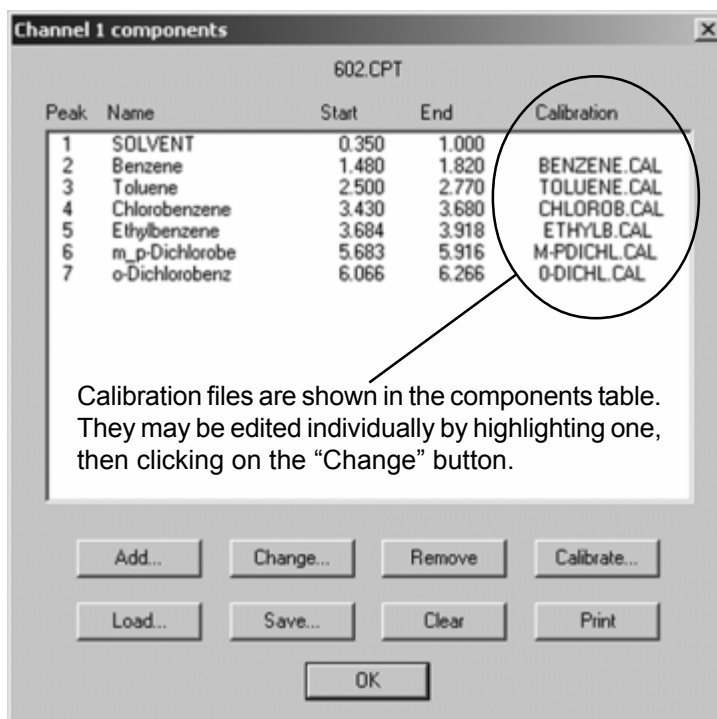 Channel 1 components
602.CPT
Peak Name Start End Calibration
1 SOLVENT 0.350 1.000
2 Benzene 1.480 1.820 BENZENE.CAL
3 Toluene 2.500 2.770 TOLUENE.CAL
4 Chlorobenzene 3.430 3.680 CHLOROB.CAL
5 Ethylbenzene 3.684 3.918 ETHYLB.CAL
6 m_p-Dichlorobe 5.683 5.916 M-PDICHL.CAL
7 o-Dichlorobenz 6.066 6.266 O-DICHL.CAL
Calibration files are shown in the components table.
They may be edited individually by highlighting one,
then clicking on the “Change” button.
Add... Change... Remove Calibrate...
Load... Save... Clear Print
OK